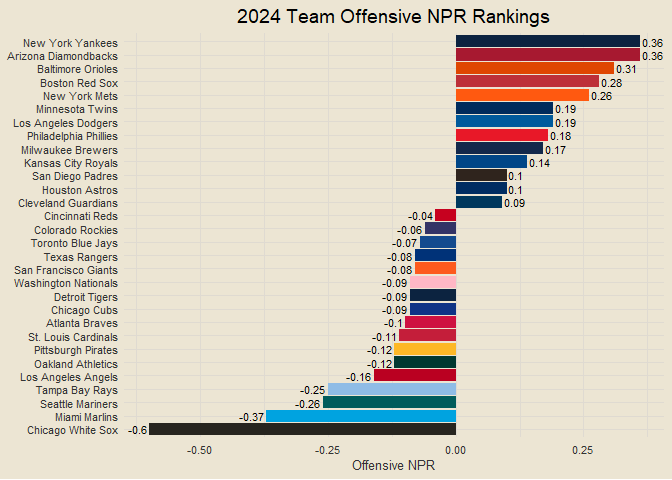 2024 Team Offensive NPR Rankings
New York Yankees 0.36
Arizona Diamondbacks 0.36
Baltimore Orioles 0.31
Boston Red Sox 0.28
New York Mets 0.26
Minnesota Twins 0.19
Los Angeles Dodgers 0.19
Philadelphia Phillies 0.18
Milwaukee Brewers 0.17
Kansas City Royals 0.14
San Diego Padres 0.1
Houston Astros 0.1
Cleveland Guardians 0.09
Cincinnati Reds -0.04
Colorado Rockies -0.06
Toronto Blue Jays -0.07
Texas Rangers -0.08
San Francisco Giants -0.08
Washington Nationals -0.09
Detroit Tigers -0.09
Chicago Cubs -0.09
Atlanta Braves -0.1
St. Louis Cardinals -0.11
Pittsburgh Pirates -0.12
Oakland Athletics -0.12
Los Angeles Angels -0.16
Tampa Bay Rays -0.25
Seattle Mariners -0.26
Miami Marlins -0.37
Chicago White Sox -0.6
-0.50 -0.25 0.00 0.25
Offensive NPR